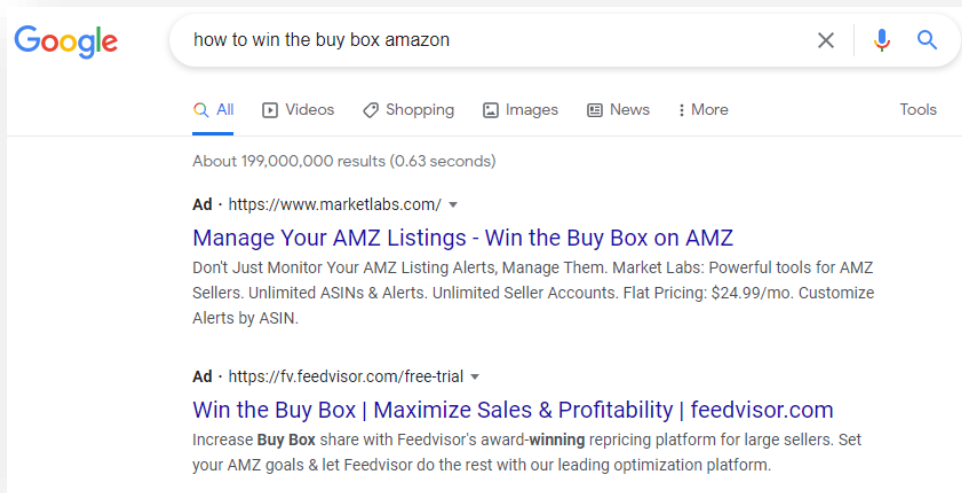 Google
how to win the buy box amazon
All Videos Shopping Images News More Tools
About 199,000,000 results (0.63 seconds)
Ad · https://www.marketlabs.com/
Manage Your AMZ Listings - Win the Buy Box on AMZ
Don't Just Monitor Your AMZ Listing Alerts, Manage Them. Market Labs: Powerful tools for AMZ
Sellers. Unlimited ASINs & Alerts. Unlimited Seller Accounts. Flat Pricing: $24.99/mo. Customize
Alerts by ASIN.
Ad · https://fv.feedvisor.com/free-trial
Win the Buy Box | Maximize Sales & Profitability | feedvisor.com
Increase Buy Box share with Feedvisor's award-winning repricing platform for large sellers. Set
your AMZ goals & let Feedvisor do the rest with our leading optimization platform.